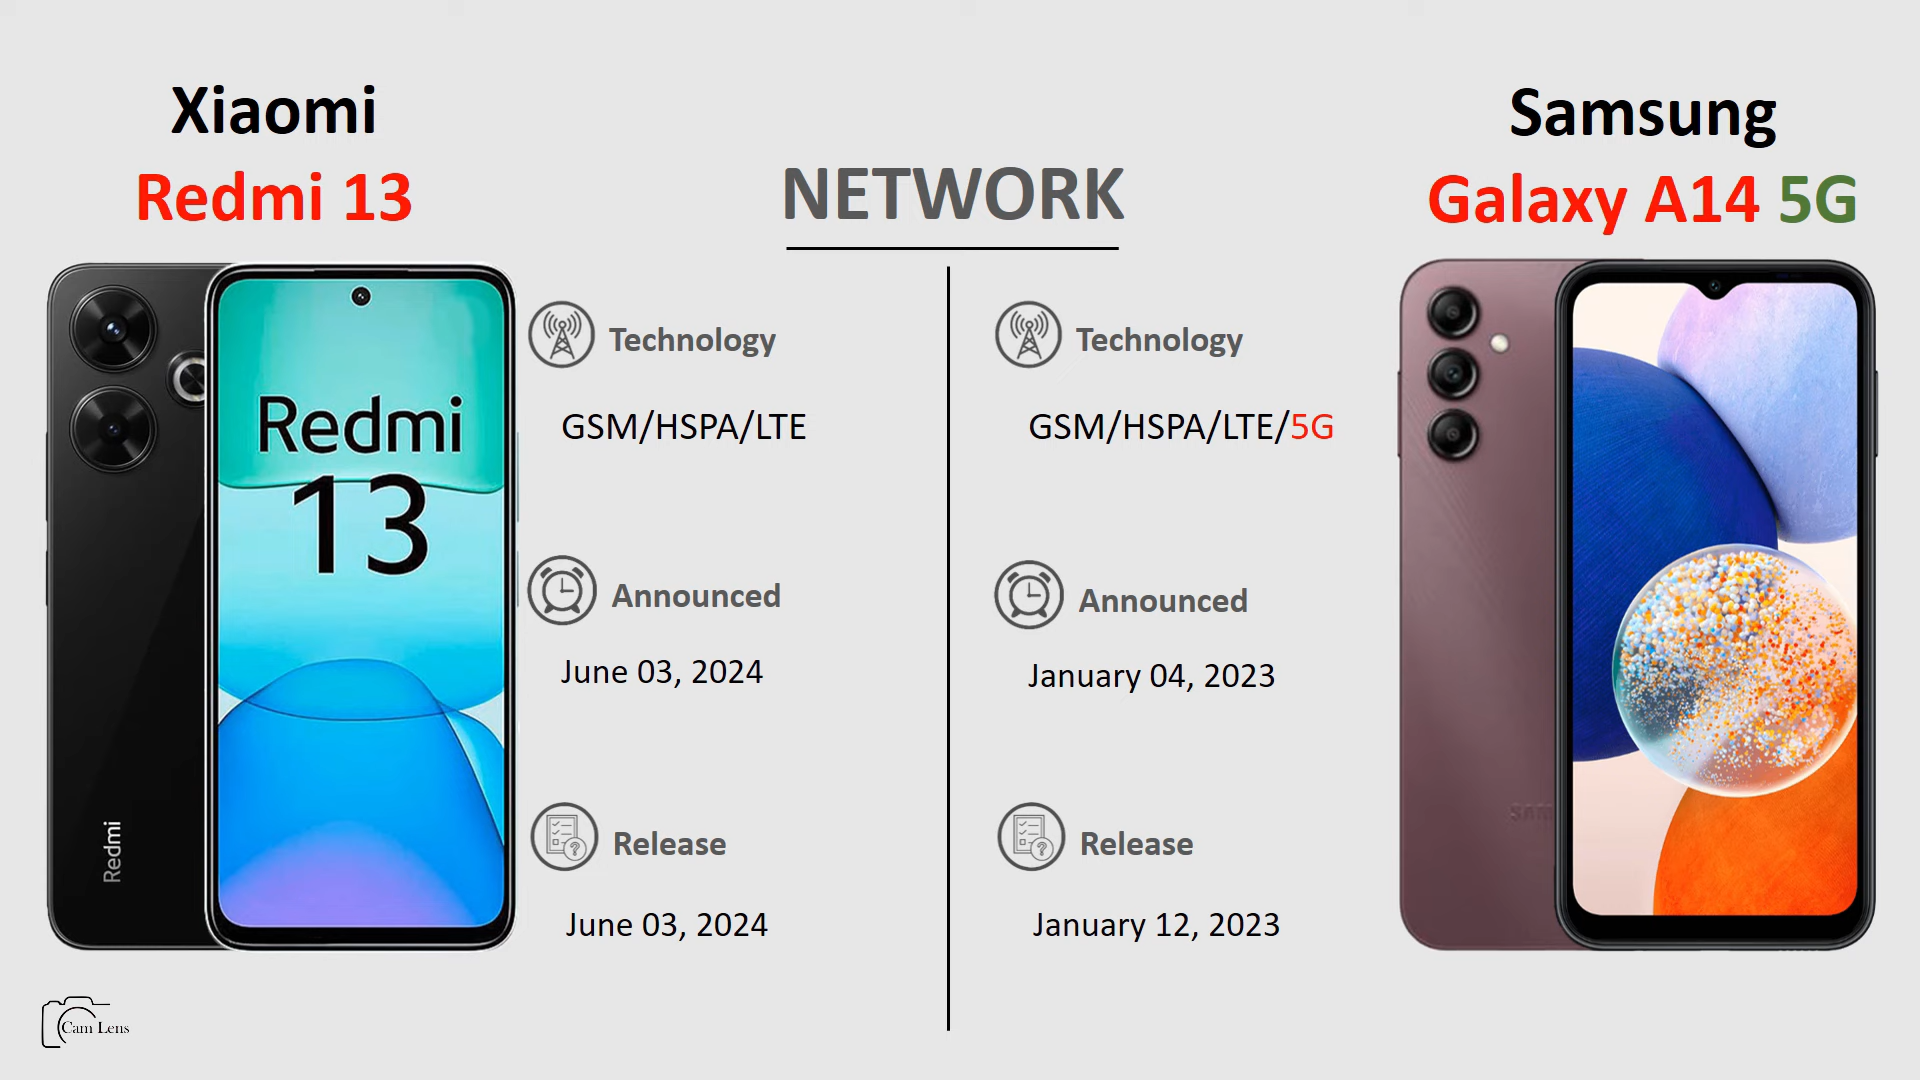 Xiaomi
Redmi 13
Samsung
Galaxy A14 5G
NETWORK
Redmi
13
Redmi
Technology
GSM/HSPA/LTE
Announced
June 03, 2024
Release
June 03, 2024
Technology
GSM/HSPA/LTE/5G
Announced
January 04, 2023
Release
January 12, 2023
Cam Lens